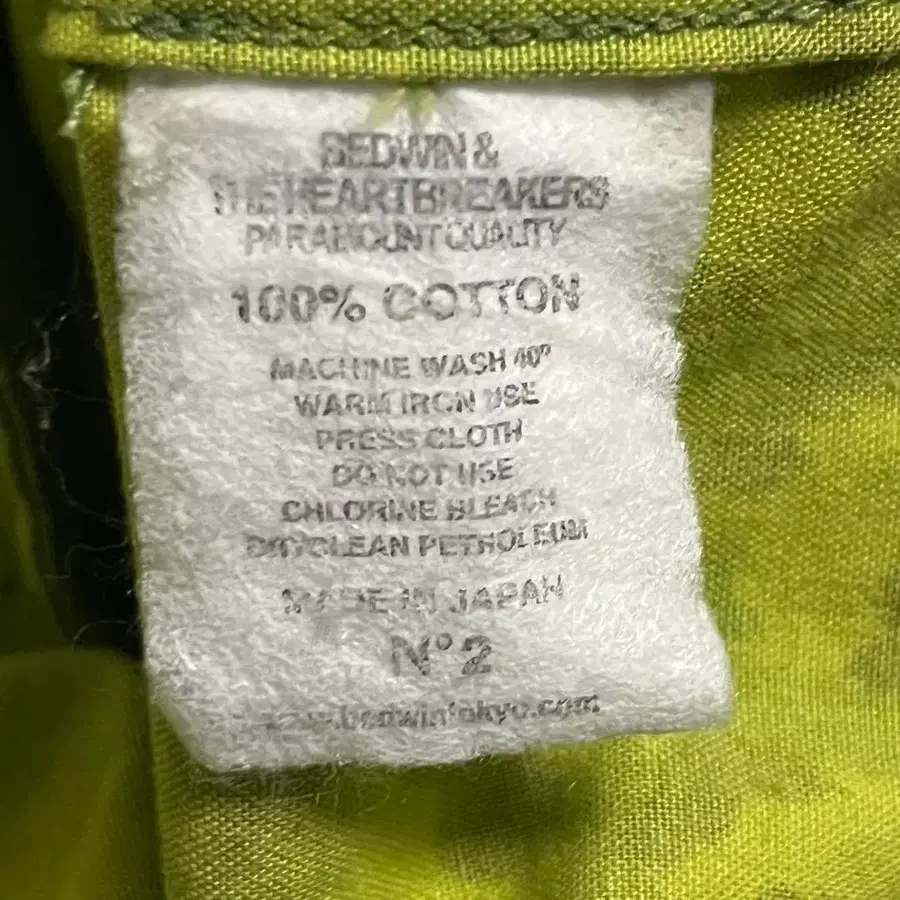 BEDWIN &
THE HEARTBREAKERS
PARAMOUNT QUALITY
100% COTTON
MACHINE WASH 40°
WARM IRON USE
PRESS CLOTH
DO NOT USE
CHLORINE BLEACH
DRYCLEAN PETROLEUM
MADE IN JAPAN
N°2
www.bedwintokyo.com